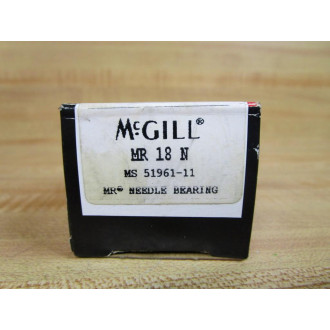 McGILL®
MR 18 N
MS 51961-11
MR® NEEDLE BEARING